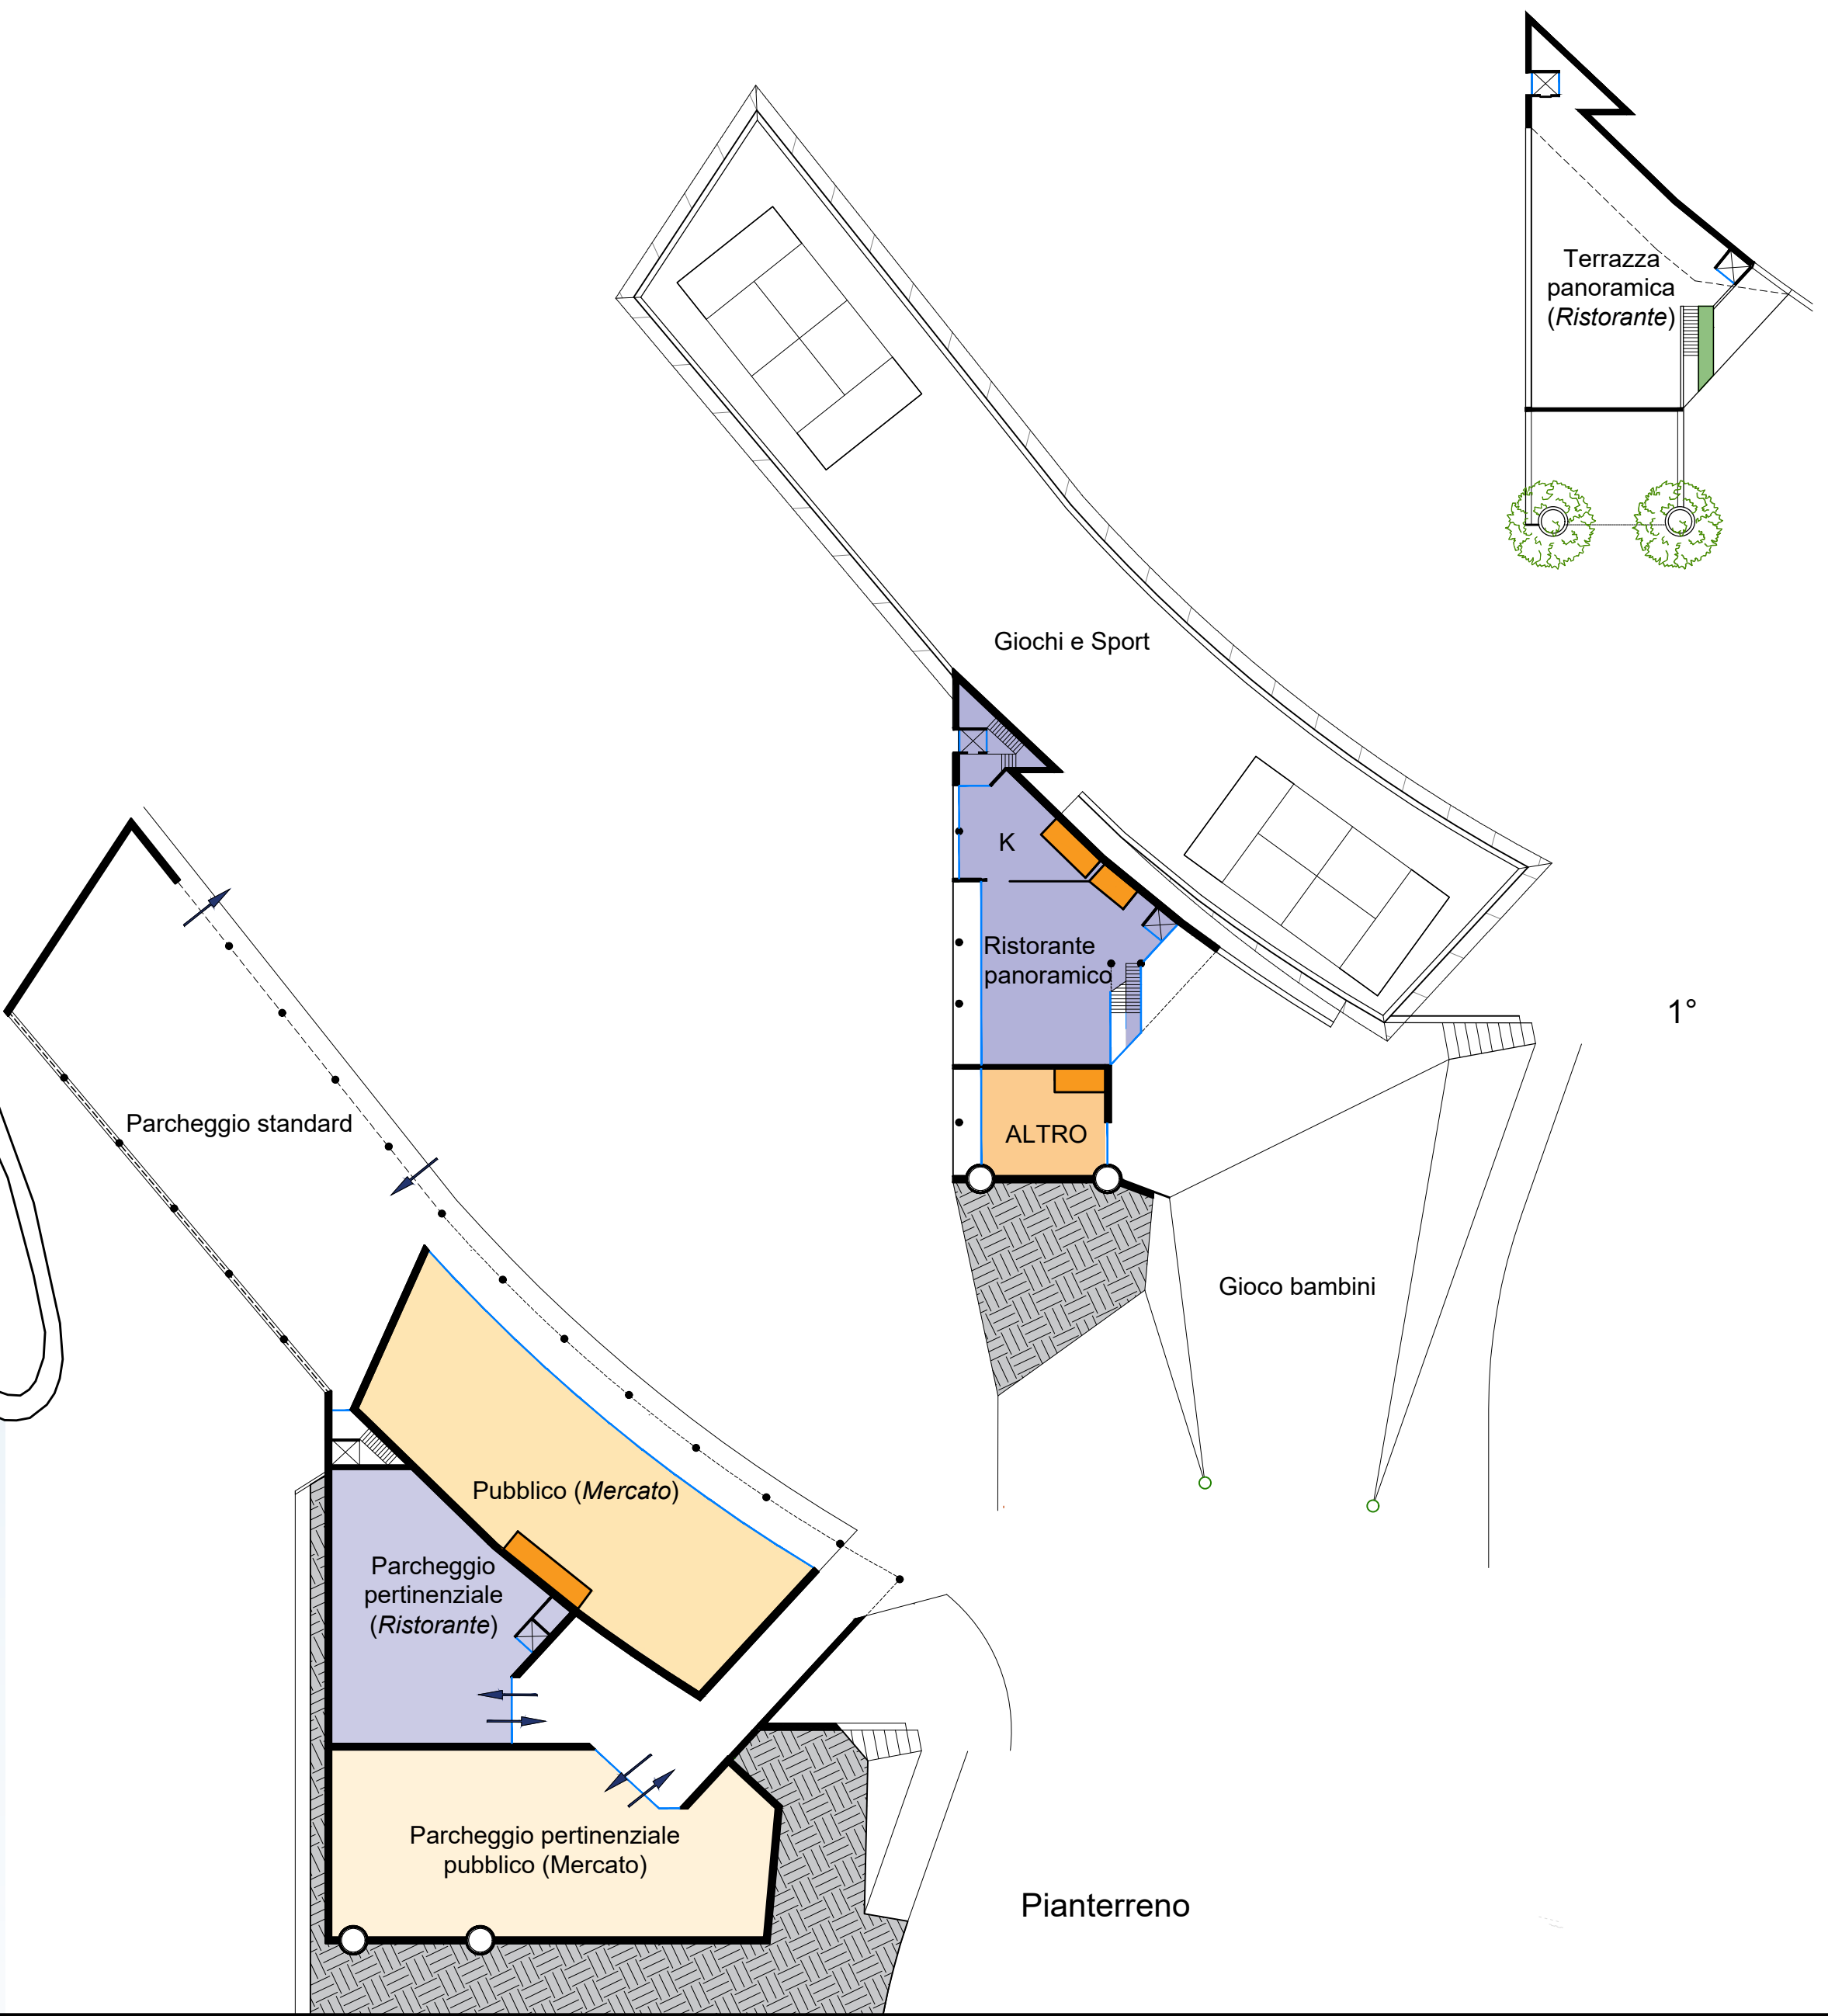 Terrazza
panoramica
(Ristorante)
Giochi e Sport
K
Ristorante
panoramico
1°
ALTRO
Gioco bambini
Parcheggio standard
Pubblico (Mercato)
Parcheggio
pertinenziale
(Ristorante)
Parcheggio pertinenziale
pubblico (Mercato)
Pianterreno